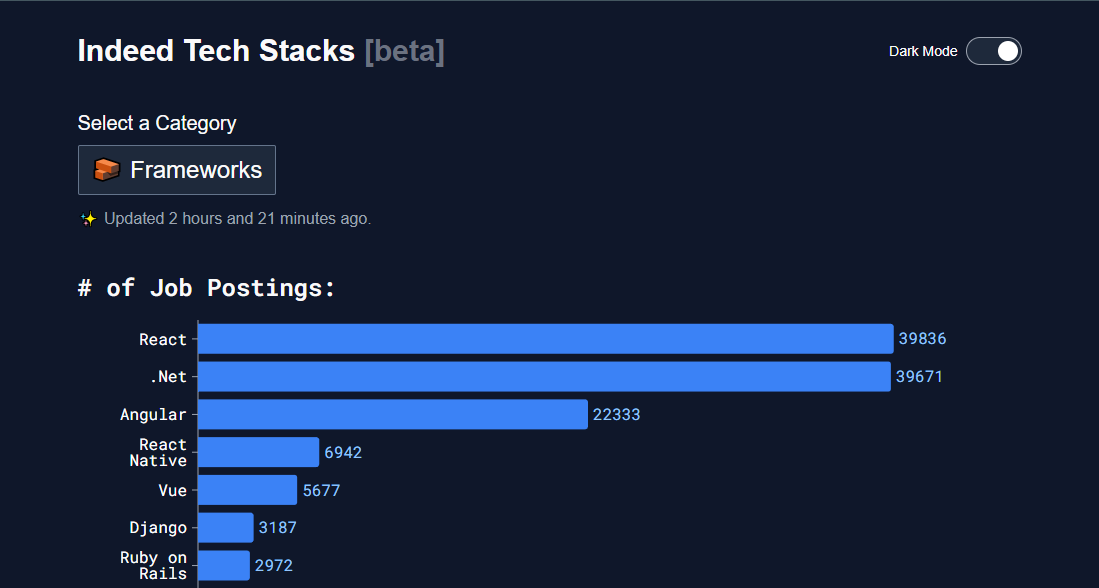 Indeed Tech Stacks [beta]
Dark Mode
Select a Category
Frameworks
Updated 2 hours and 21 minutes ago.
# of Job Postings:
React 39836
.Net 39671
Angular 22333
React
Native 6942
Vue 5677
Django 3187
Ruby on
Rails 2972